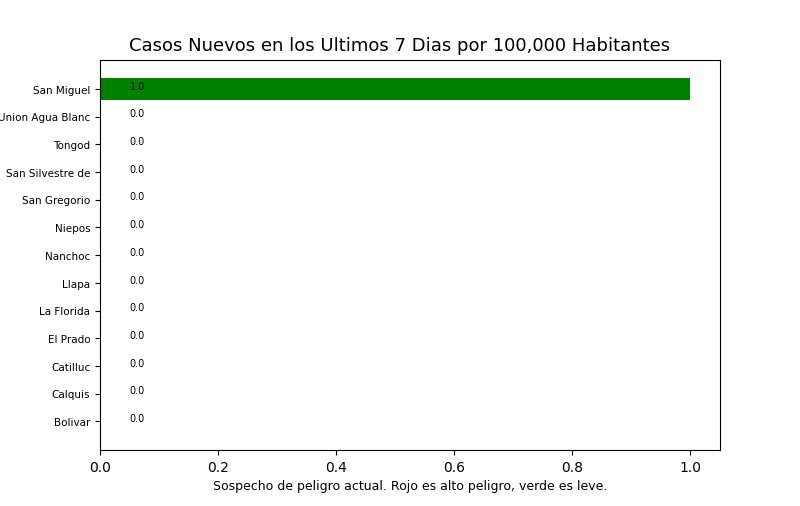 Casos Nuevos en los Ultimos 7 Dias por 100,000 Habitantes
San Miguel 1.0
Union Agua Blanc 0.0
Tongod 0.0
San Silvestre de 0.0
San Gregorio 0.0
Niepos 0.0
Nanchoc 0.0
Llapa 0.0
La Florida 0.0
El Prado 0.0
Catilluc 0.0
Calquis 0.0
Bolivar 0.0
0.0 0.2 0.4 0.6 0.8 1.0
Sospecho de peligro actual. Rojo es alto peligro, verde es leve.